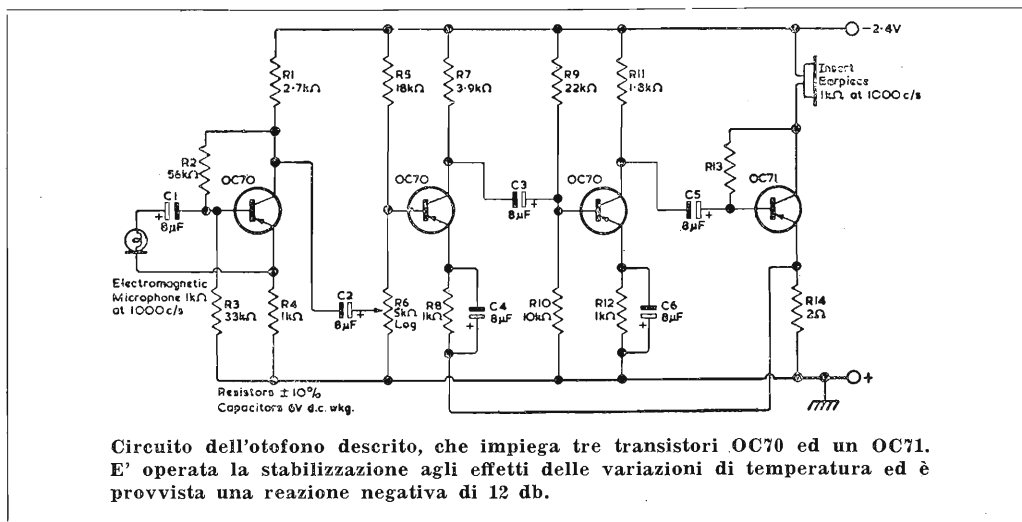 −2·4V
R1
2·7kΩ
R5
18kΩ
R7
3.9kΩ
R9
22kΩ
R11
1·8kΩ
Insert
Earpiece
1kΩ at 1000c/s
R2
56kΩ
OC70
OC70
OC70
R13
OC71
C1
+
8μF
C3
8μF
+
C5
8μF
+
Electromagnetic
Microphone 1kΩ
at 1000c/s
R3
33kΩ
R4
1kΩ
C2
8μF
+
R6
5kΩ
Log
R8
1kΩ
C4
8μF
+
R10
10kΩ
R12
1kΩ
C6
8μF
+
R14
2Ω
+
Resistors ±10%
Capacitors 6V d.c. wkg.
Circuito dell'otofono descrito, che impiega tre transistori OC70 ed un OC71.
E' operata la stabilizzazione agli effetti delle variazioni di temperatura ed è
provvista una reazione negativa di 12 db.